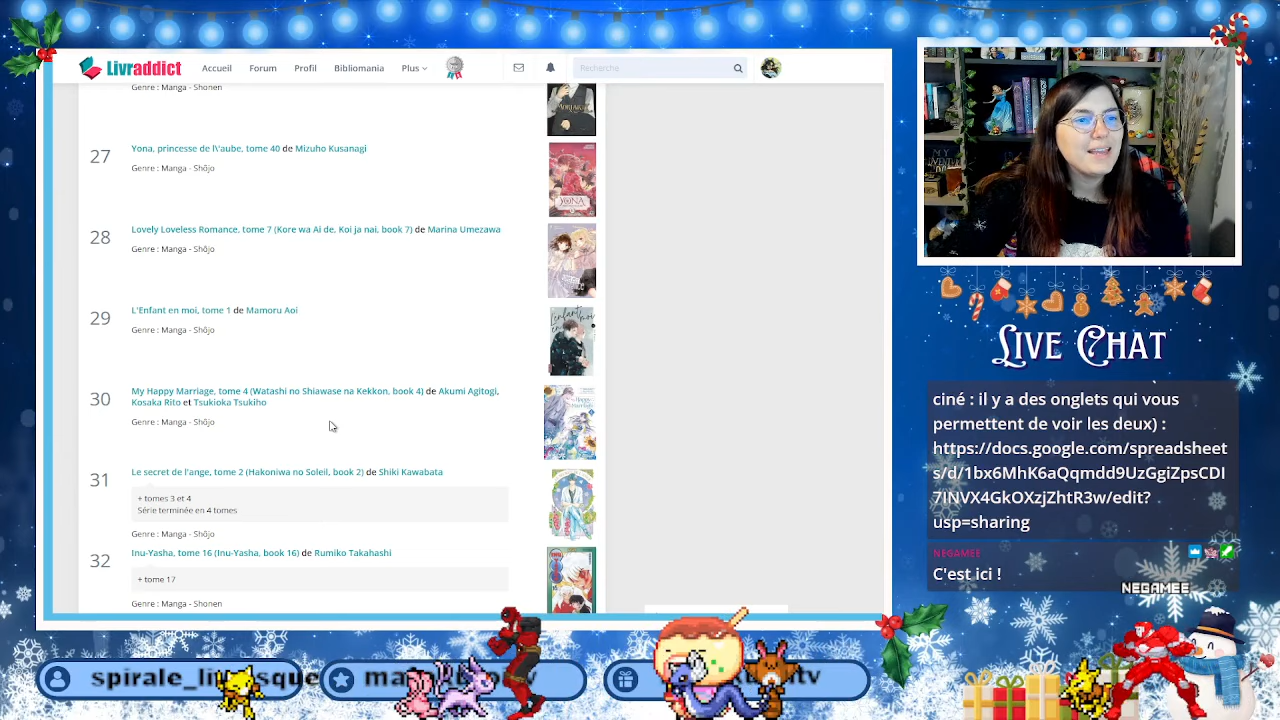 Livraddict
Accueil
Forum
Profil
Bibliomania
Plus
Recherche
Genre : Manga - Shonen
27
Yona, princesse de l\'aube, tome 40 de Mizuho Kusanagi
Genre : Manga - Shôjo
YONA
28
Lovely Loveless Romance, tome 7 (Kore wa Ai de, Koi ja nai, book 7) de Marina Umezawa
Genre : Manga - Shôjo
29
L'Enfant en moi, tome 1 de Mamoru Aoi
Genre : Manga - Shôjo
30
My Happy Marriage, tome 4 (Watashi no Shiawase na Kekkon, book 4) de Akumi Agitogi,
Kosaka Rito et Tsukioka Tsukiho
Genre : Manga - Shôjo
31
Le secret de l'ange, tome 2 (Hakoniwa no Soleil, book 2) de Shiki Kawabata
+ tomes 3 et 4
Série terminée en 4 tomes
Genre : Manga - Shôjo
32
Inu-Yasha, tome 16 (Inu-Yasha, book 16) de Rumiko Takahashi
+ tome 17
Genre : Manga - Shonen
LIVE CHAT
ciné : il y a des onglets qui vous
permettent de voir les deux) :
https://docs.google.com/spreadsheet
s/d/1bx6MhK6aQqmdd9UzGgiZpsCDI
7INVX4GkOXzjZhtR3w/edit?
usp=sharing
NEGAMEE
C'est ici !
NEGAMEE